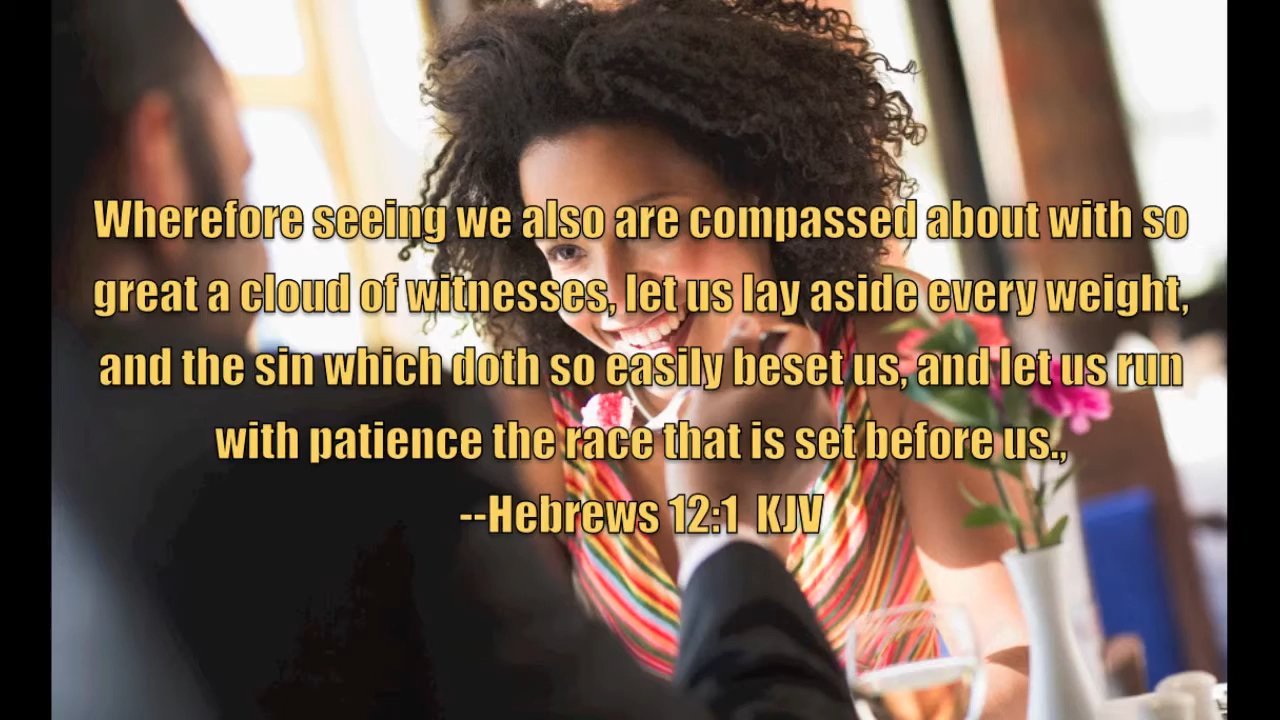 Wherefore seeing we also are compassed about with so
great a cloud of witnesses, let us lay aside every weight,
and the sin which doth so easily beset us, and let us run
with patience the race that is set before us.,
--Hebrews 12:1  KJV